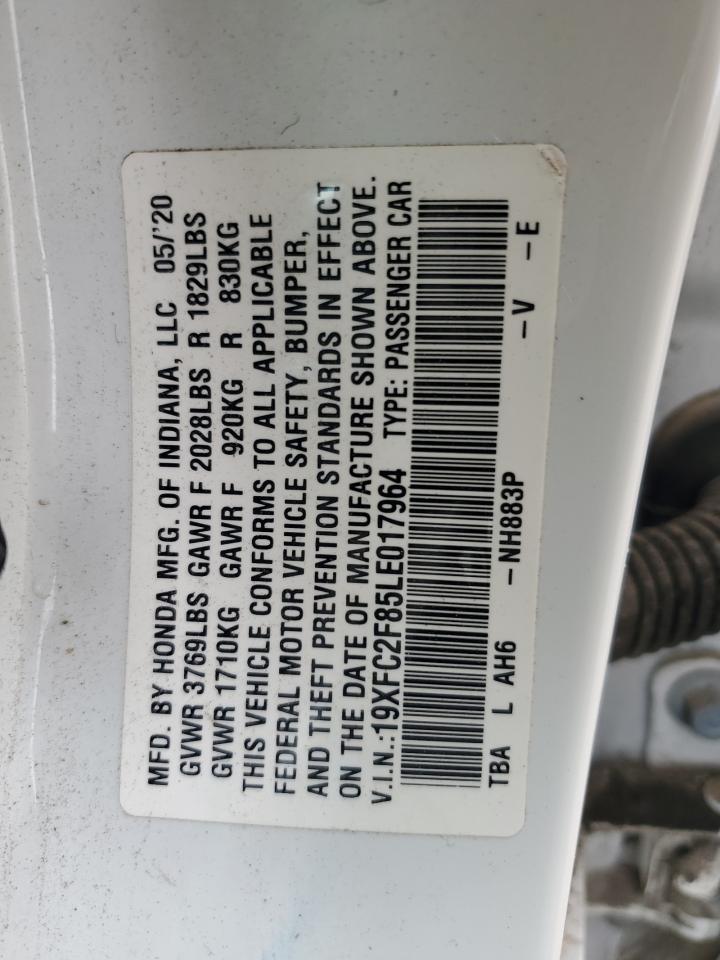 MFD. BY HONDA MFG. OF INDIANA, LLC 05/'20
GVWR 3769LBS GAWR F 2028LBS R 1829LBS
GVWR 1710KG GAWR F 920KG R 830KG
THIS VEHICLE CONFORMS TO ALL APPLICABLE
FEDERAL MOTOR VEHICLE SAFETY, BUMPER,
AND THEFT PREVENTION STANDARDS IN EFFECT
ON THE DATE OF MANUFACTURE SHOWN ABOVE.
V.I.N.:19XFC2F85LE017964 TYPE: PASSENGER CAR
TBA L AH6 -NH883P -V -E